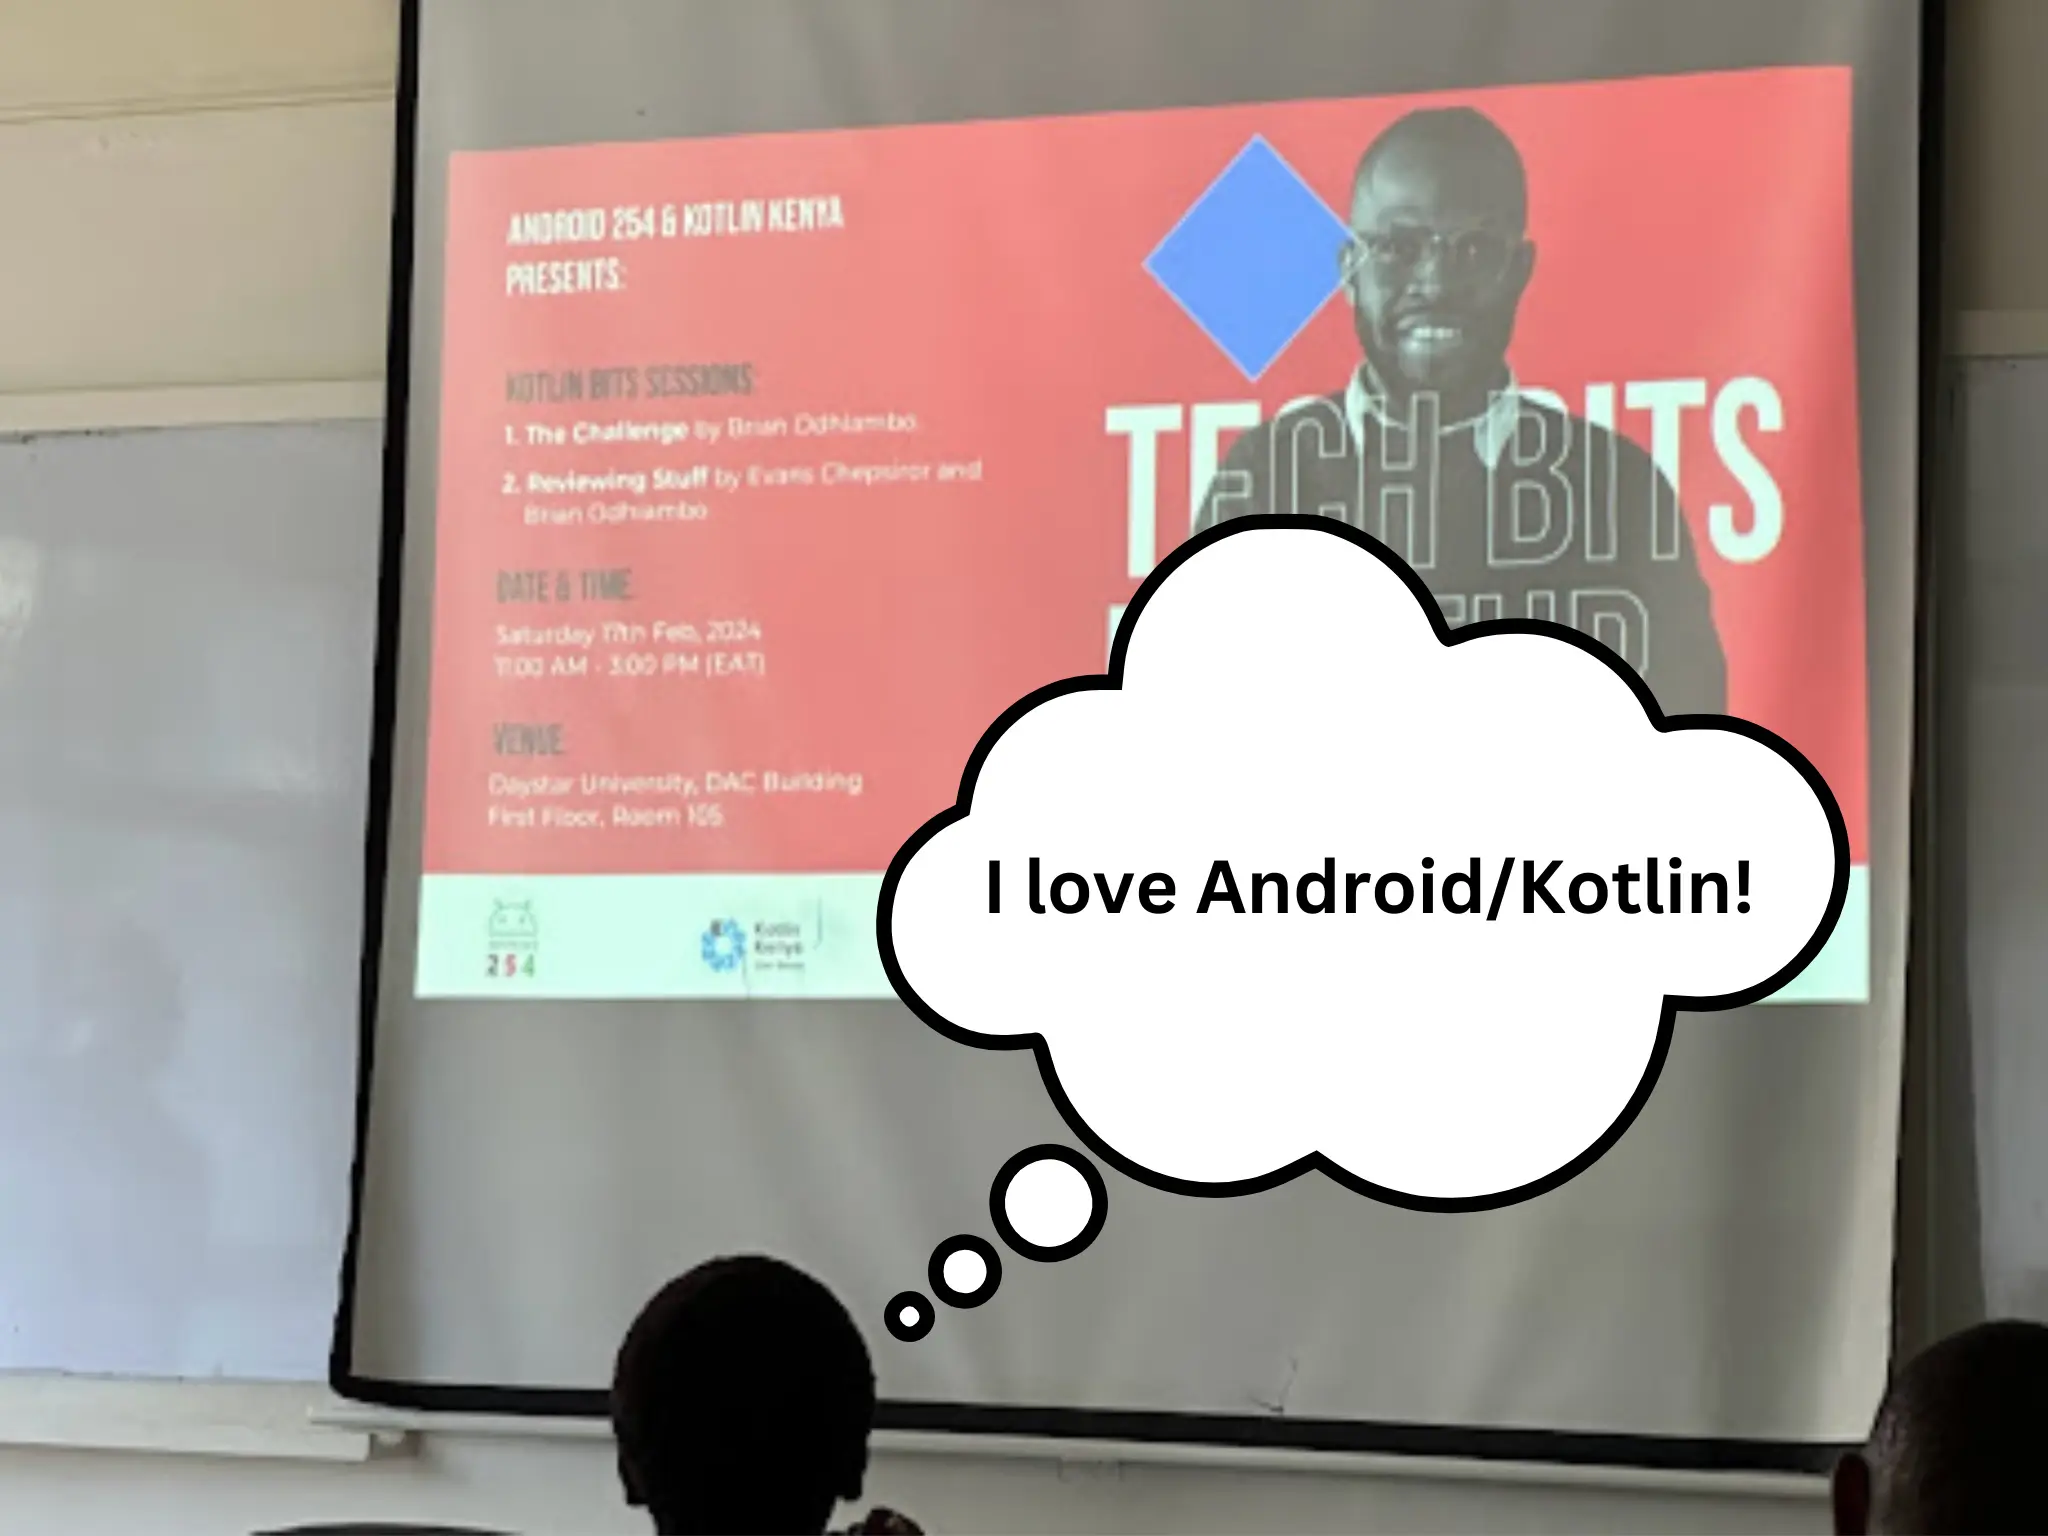 ANDROID 254 & KOTLIN KENYA
PRESENTS:
KOTLIN BITS SESSIONS:
1. The Challenge by Brian Odhiambo
2. Reviewing Stuff by Evans Chepsiror and
Brian Odhiambo
DATE & TIME:
Saturday 17th Feb, 2024
11:00 AM - 3:00 PM (EAT)
VENUE:
Daystar University, DAC Building
First Floor, Room 105
TECH BITS
254
Kotlin
Kenya
I love Android/Kotlin!